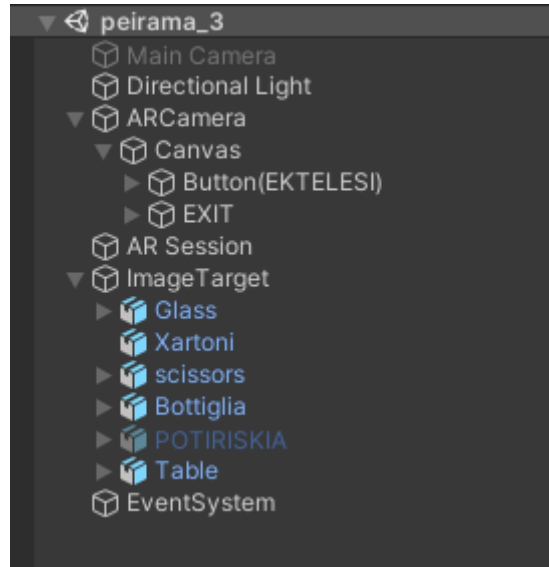 peirama_3
Main Camera
Directional Light
ARCamera
Canvas
Button(EKTELESI)
EXIT
AR Session
ImageTarget
Glass
Xartoni
scissors
Bottiglia
POTIRISKIA
Table
EventSystem